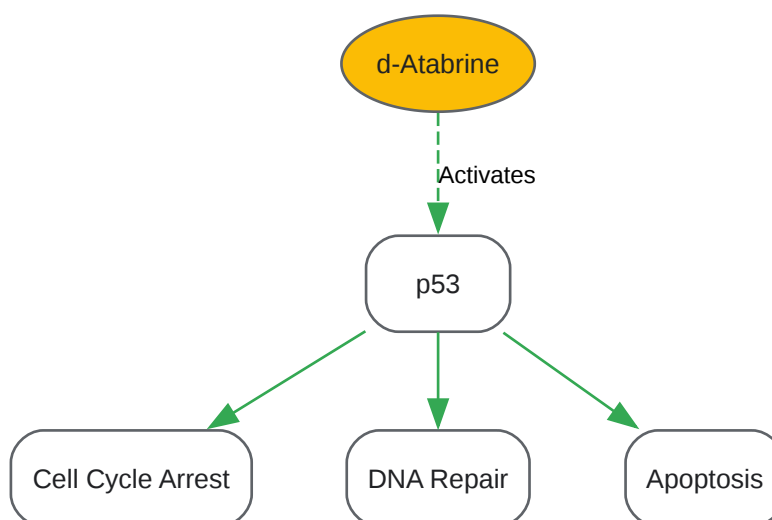 d-Atabrine
Activates
p53
Cell Cycle Arrest
DNA Repair
Apoptosis